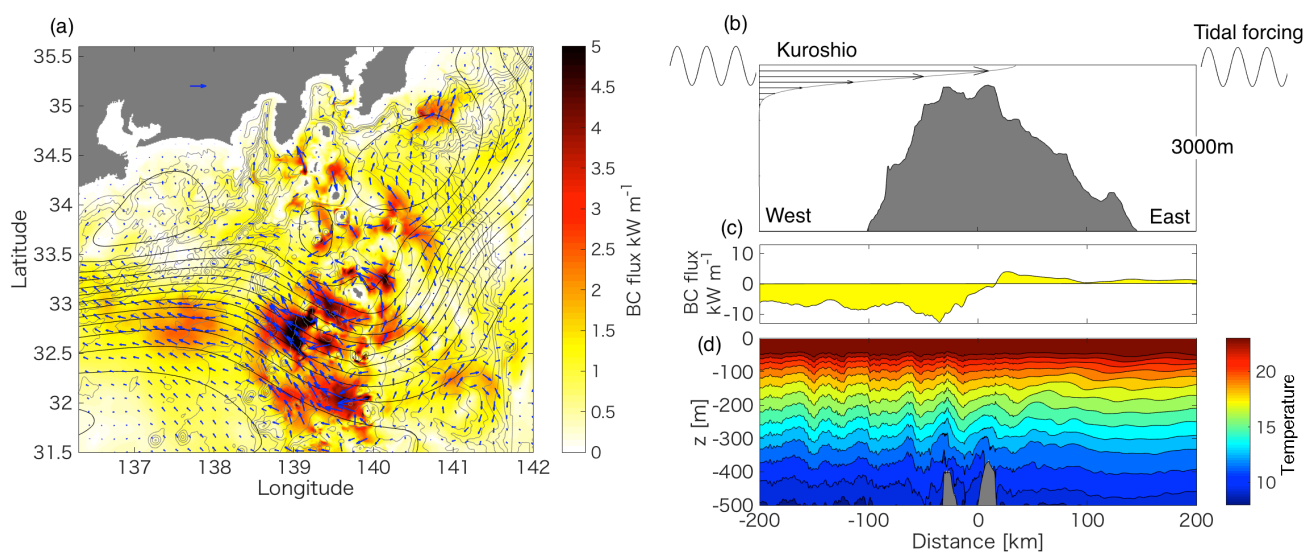 (a)
35.5
35
34.5
34
33.5
33
32.5
32
31.5
Latitude
137
138
139
140
141
142
Longitude
5
4.5
4
3.5
3
2.5
2
1.5
1
0.5
0
BC flux kW m⁻¹
(b)
Kuroshio
Tidal forcing
3000m
West
East
(c)
BC flux
kW m⁻¹
10
0
-10
(d)
0
-100
-200
-300
-400
-500
z [m]
-200
-100
0
100
200
Distance [km]
20
15
10
Temperature